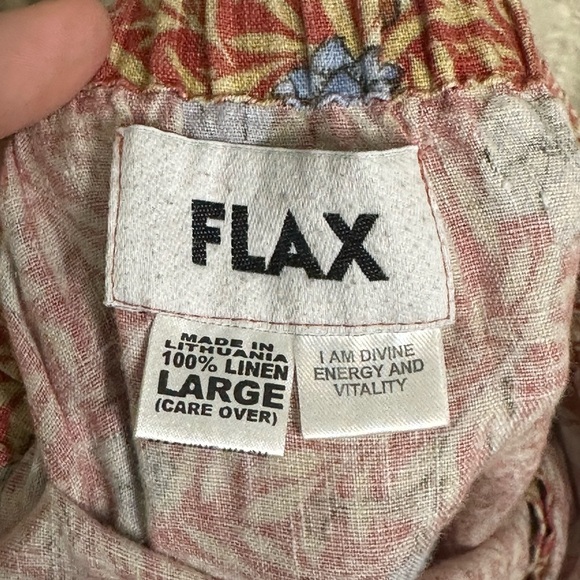 FLAX
MADE IN
LITHUANIA
100% LINEN
LARGE
(CARE OVER)
I AM DIVINE
ENERGY AND
VITALITY